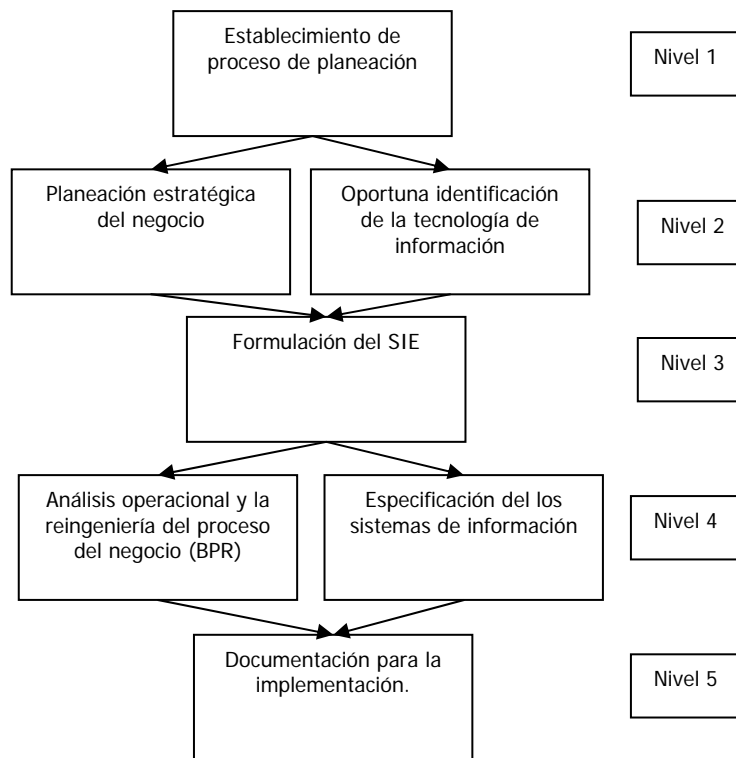 Establecimiento de
proceso de planeación
Nivel 1
Planeación estratégica
del negocio
Oportuna identificación
de la tecnología de
información
Nivel 2
Formulación del SIE
Nivel 3
Análisis operacional y la
reingeniería del proceso
del negocio (BPR)
Especificación del los
sistemas de información
Nivel 4
Documentación para la
implementación.
Nivel 5